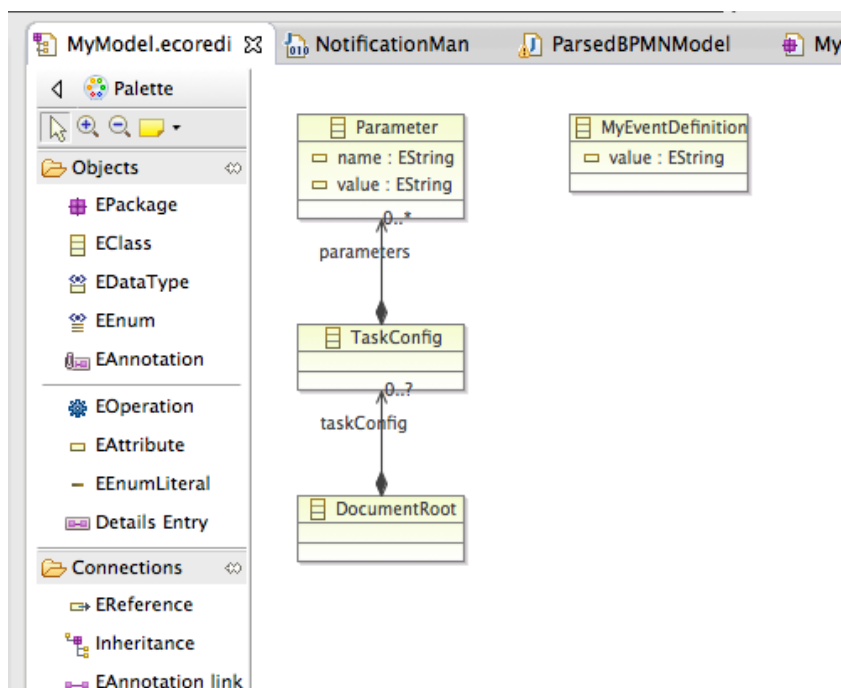 MyModel.ecoredi
NotificationMan
ParsedBPMNModel
My
Palette
Objects
EPackage
EClass
EDataType
EEnum
EAnnotation
EOperation
EAttribute
EEnumLiteral
Details Entry
Connections
EReference
Inheritance
EAnnotation link
Parameter
name : EString
value : EString
0..*
parameters
TaskConfig
0..?
taskConfig
DocumentRoot
MyEventDefinition
value : EString